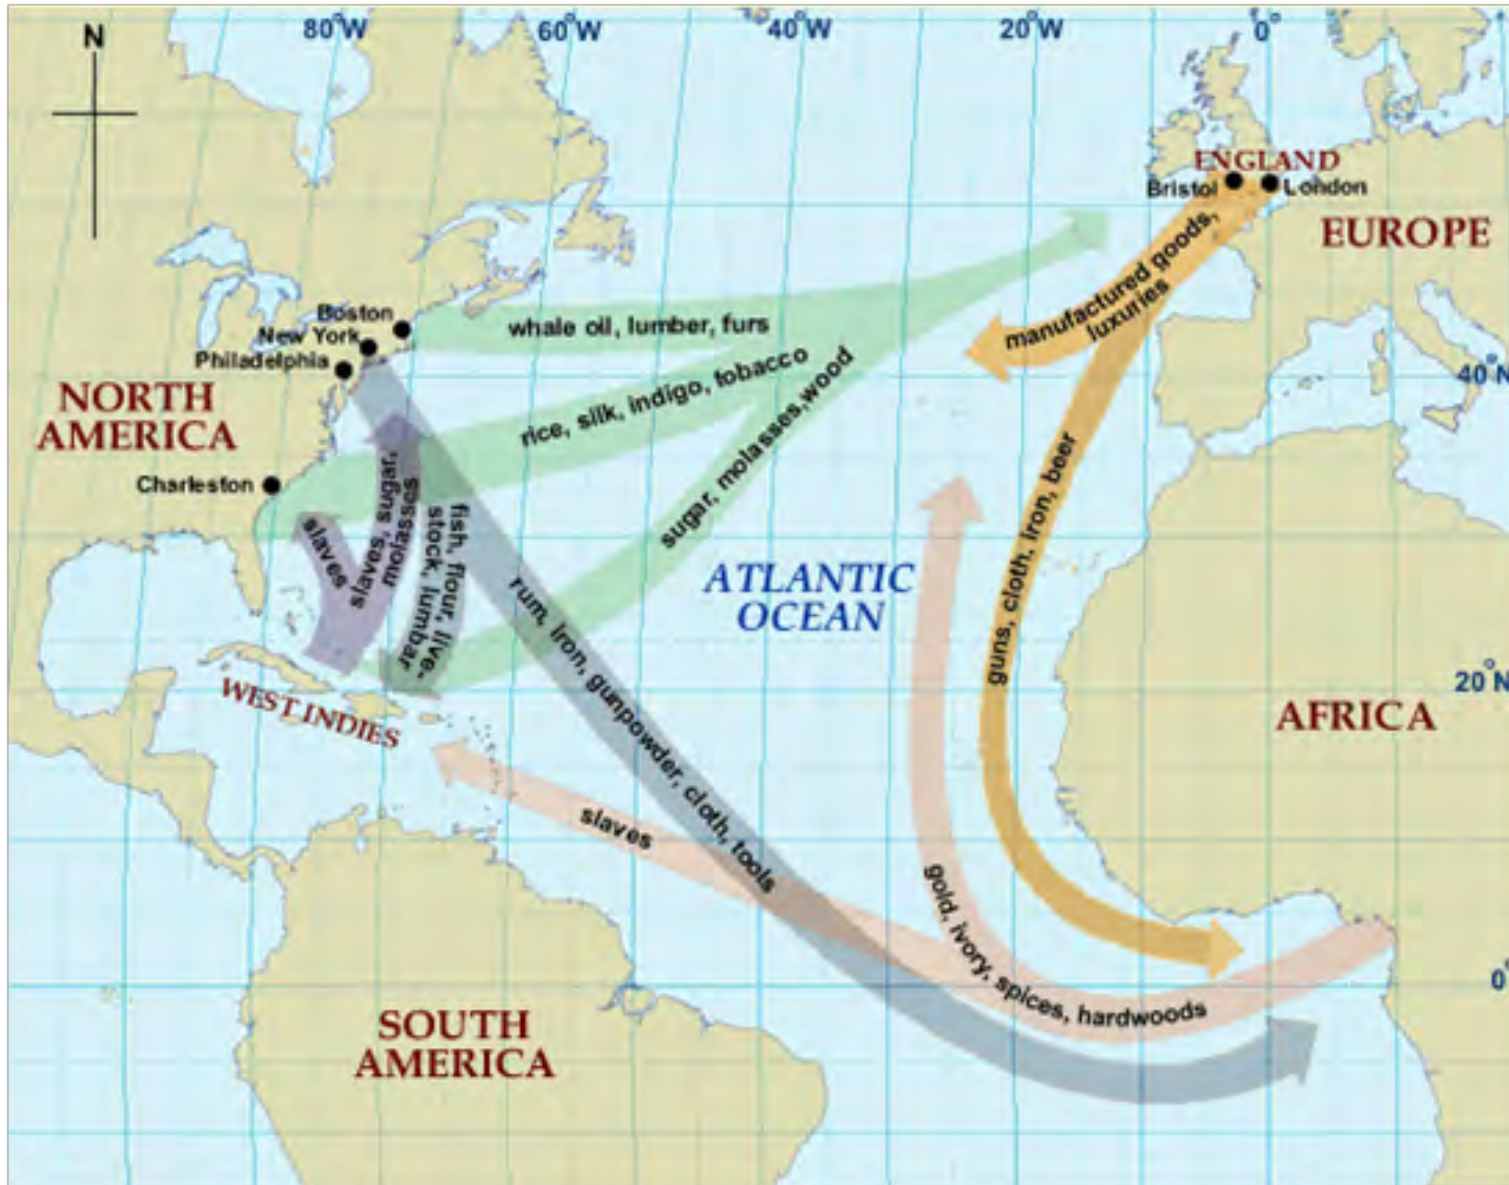 N
80°W
60°W
40°W
20°W
0°
ENGLAND
Bristol
London
EUROPE
manufactured goods,
luxuries
Boston
New York
Philadelphia
whale oil, lumber, furs
rice, silk, indigo, tobacco
sugar, molasses,wood
40°N
NORTH
AMERICA
Charleston
slaves
slaves, sugar,
molasses
fish, flour, live-
stock, lumbar
guns, cloth, iron, beer
ATLANTIC
OCEAN
rum, iron, gunpowder, cloth, tools
20°N
AFRICA
WEST INDIES
slaves
gold, ivory, spices, hardwoods
0°
SOUTH
AMERICA